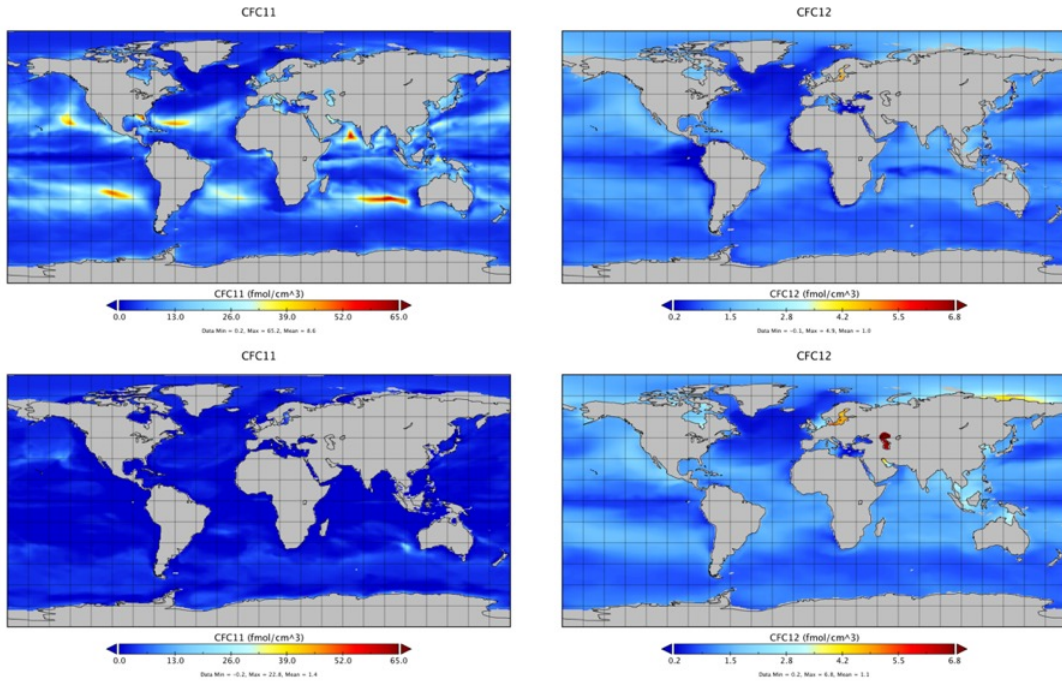 CFC11
CFC12
CFC11 (fmol/cm^3)
0.0 13.0 26.0 39.0 52.0 65.0
Data Min = 0.2, Max = 65.2, Mean = 8.6
CFC12 (fmol/cm^3)
0.2 1.5 2.8 4.2 5.5 6.8
Data Min = -0.1, Max = 4.9, Mean = 1.0
CFC11
CFC12
CFC11 (fmol/cm^3)
0.0 13.0 26.0 39.0 52.0 65.0
Data Min = -0.2, Max = 22.8, Mean = 1.4
CFC12 (fmol/cm^3)
0.2 1.5 2.8 4.2 5.5 6.8
Data Min = 0.2, Max = 6.8, Mean = 1.1